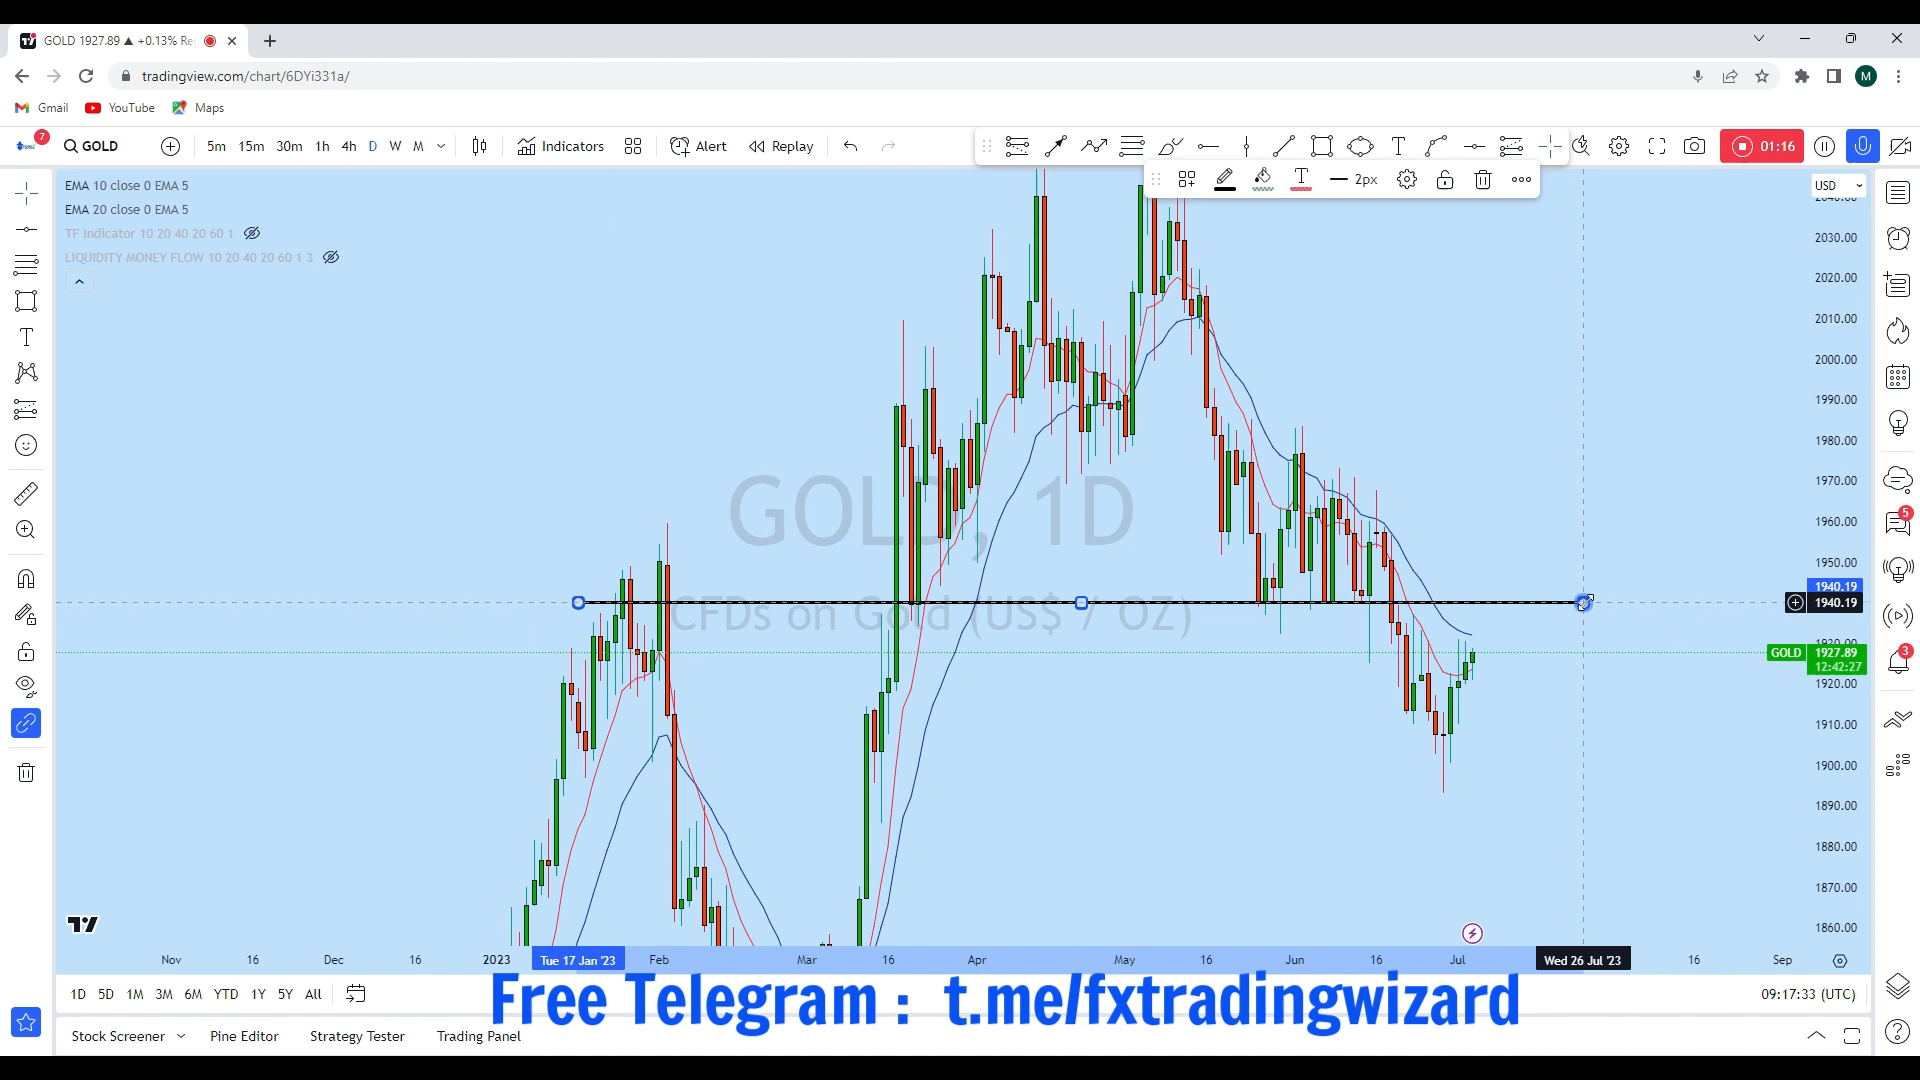 GOLD 1927.89 ▲ +0.13% Re
tradingview.com/chart/6DYi331a/
M
Gmail YouTube Maps
7 GOLD 5m 15m 30m 1h 4h D W M Indicators Alert Replay 01:16
2px
EMA 10 close 0 EMA 5
EMA 20 close 0 EMA 5
TF Indicator 10 20 40 20 60 1
LIQUIDITY MONEY FLOW 10 20 40 20 60 1 3
USD
2030.00
2020.00
2010.00
2000.00
1990.00
1980.00
1970.00
1960.00
1950.00
1940.19
1940.19
1930.00
GOLD 1927.89
12:42:27
1920.00
1910.00
1900.00
1890.00
1880.00
1870.00
1860.00
GOLD, 1D
CFDs on Gold (US$ / OZ)
5
3
Nov 16 Dec 16 2023 Tue 17 Jan '23 Feb Mar 16 Apr May 16 Jun 16 Jul Wed 26 Jul '23 16 Sep
1D 5D 1M 3M 6M YTD 1Y 5Y All 09:17:33 (UTC)
Free Telegram : t.me/fxtradingwizard
Stock Screener Pine Editor Strategy Tester Trading Panel